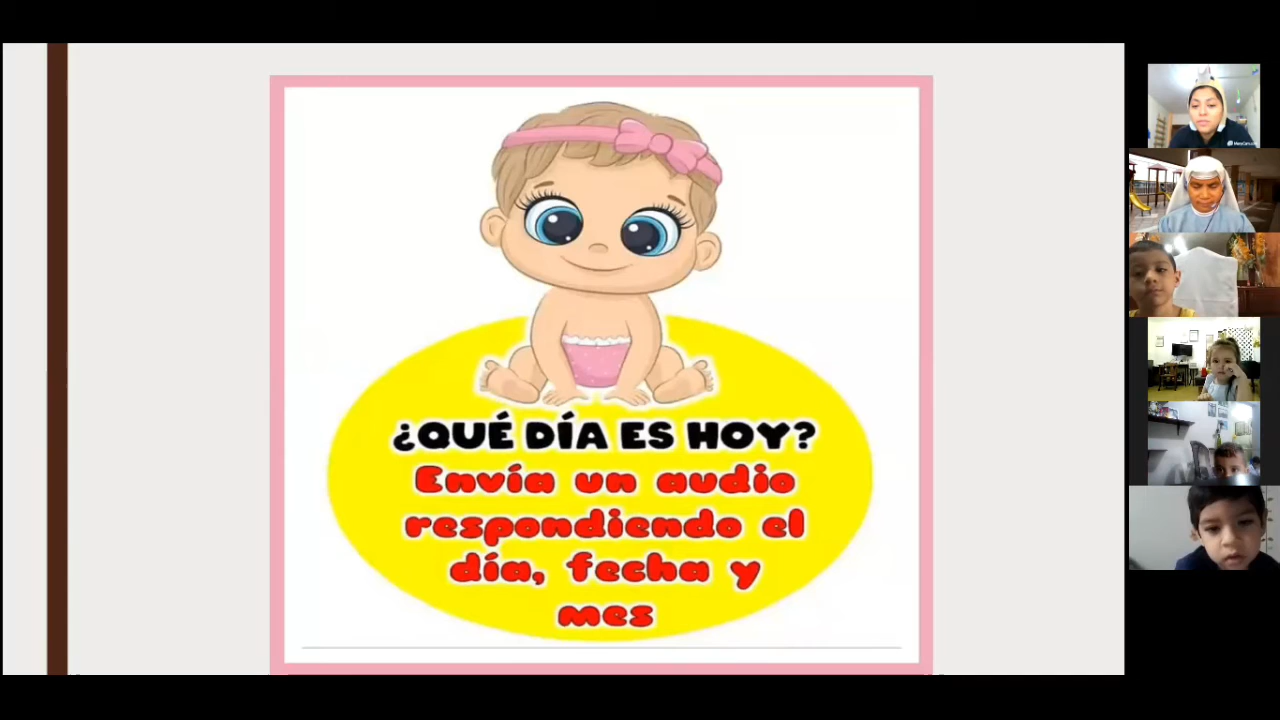 ¿QUÉ DÍA ES HOY?
Envía un audio
respondiendo el
día, fecha y
mes